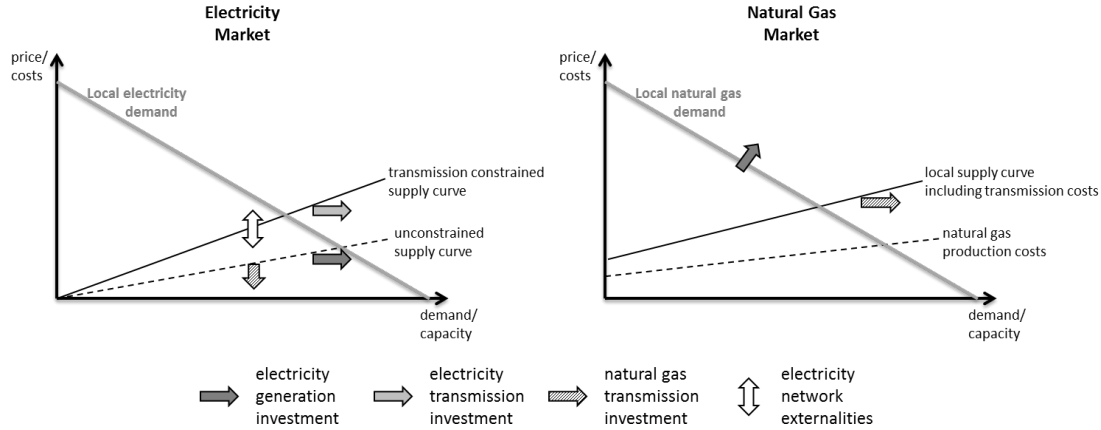 Electricity
Market
price/
costs
Local electricity
demand
transmission constrained
supply curve
unconstrained
supply curve
demand/
capacity
Natural Gas
Market
price/
costs
Local natural gas
demand
local supply curve
including transmission costs
natural gas
production costs
demand/
capacity
electricity
generation
investment
electricity
transmission
investment
natural gas
transmission
investment
electricity
network
externalities